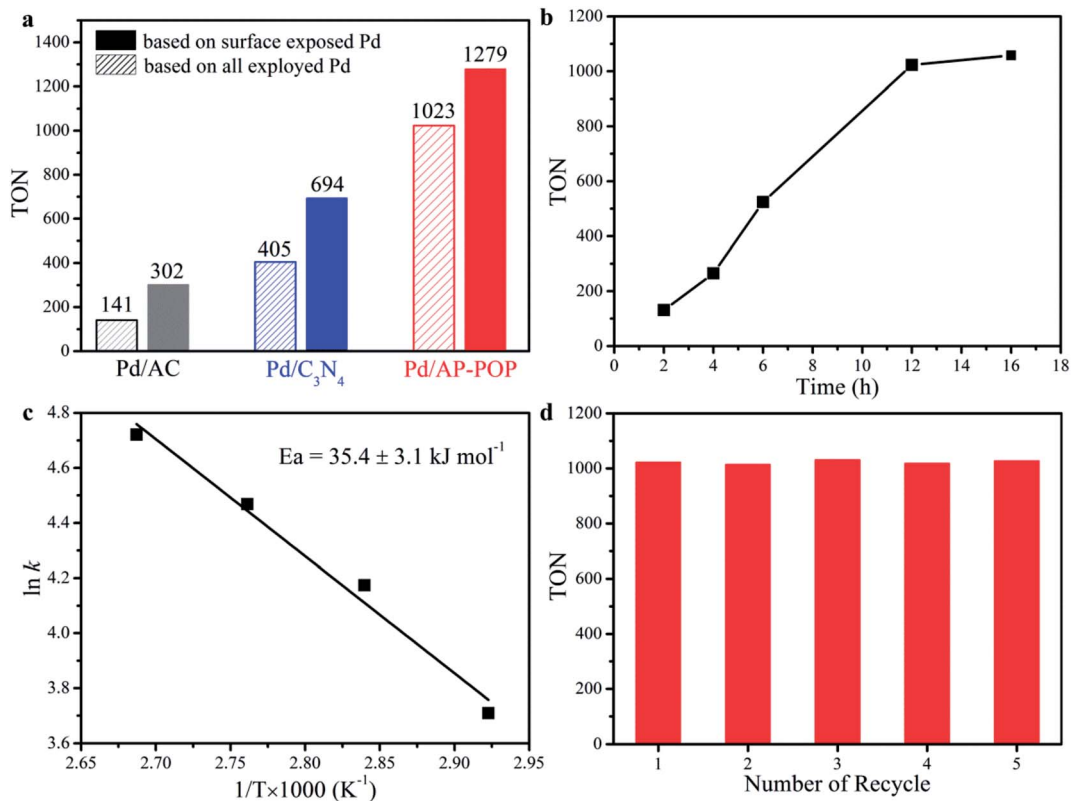 a
1400
1200
1000
800
600
400
200
0
TON
based on surface exposed Pd
based on all exployed Pd
141
302
405
694
1023
1279
Pd/AC
Pd/C₃N₄
Pd/AP-POP
b
1200
1000
800
600
400
200
0
TON
0 2 4 6 8 10 12 14 16 18
Time (h)
c
4.8
4.6
4.4
4.2
4.0
3.8
3.6
ln k
Ea = 35.4 ± 3.1 kJ mol⁻¹
2.65 2.70 2.75 2.80 2.85 2.90 2.95
1/T×1000 (K⁻¹)
d
1200
1000
800
600
400
200
0
TON
1 2 3 4 5
Number of Recycle